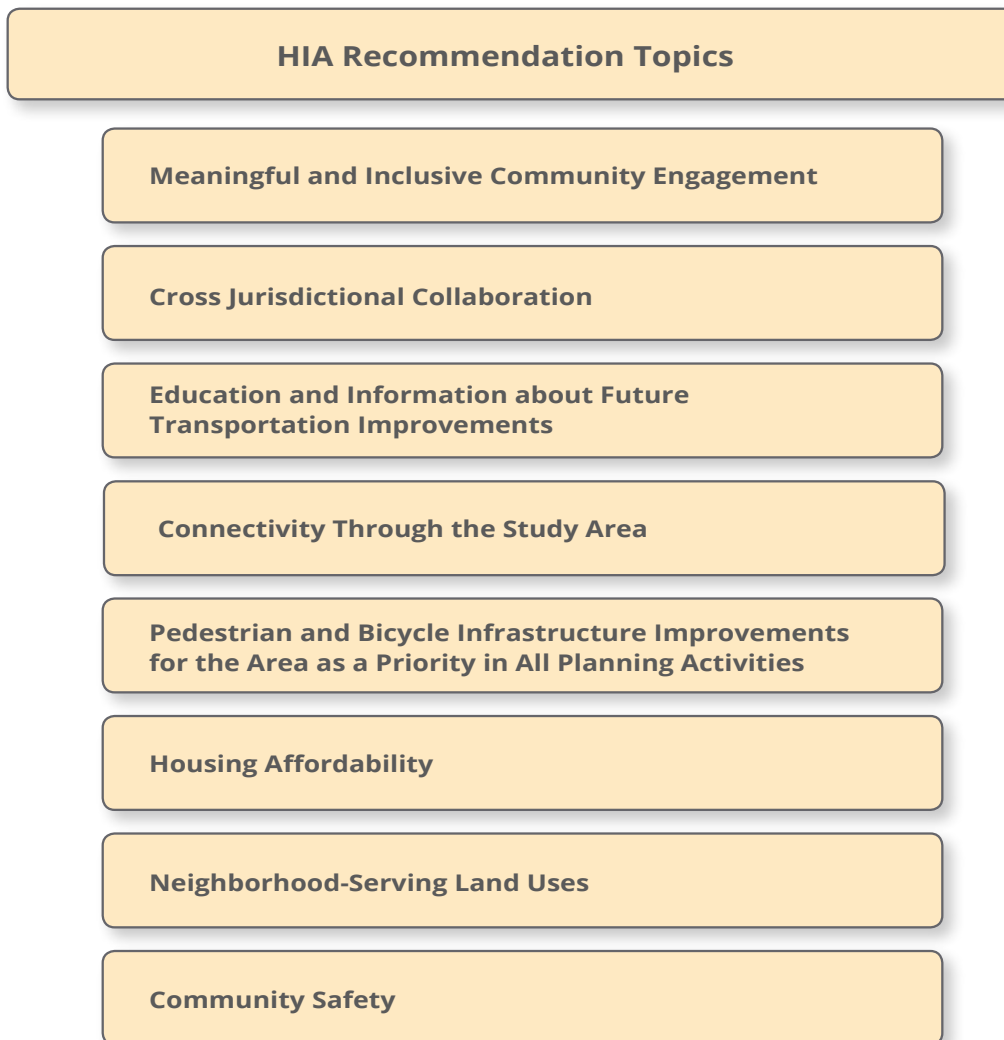 HIA Recommendation Topics
Meaningful and Inclusive Community Engagement
Cross Jurisdictional Collaboration
Education and Information about Future
Transportation Improvements
Connectivity Through the Study Area
Pedestrian and Bicycle Infrastructure Improvements
for the Area as a Priority in All Planning Activities
Housing Affordability
Neighborhood-Serving Land Uses
Community Safety